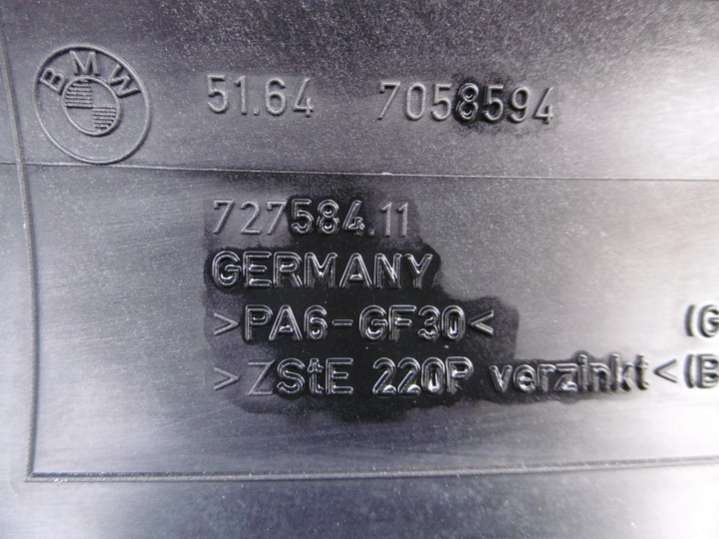 BMW 51.64 7058594
727584.11
GERMANY
>PA6-GF30< (G
>ZStE 220P verzinkt<(B